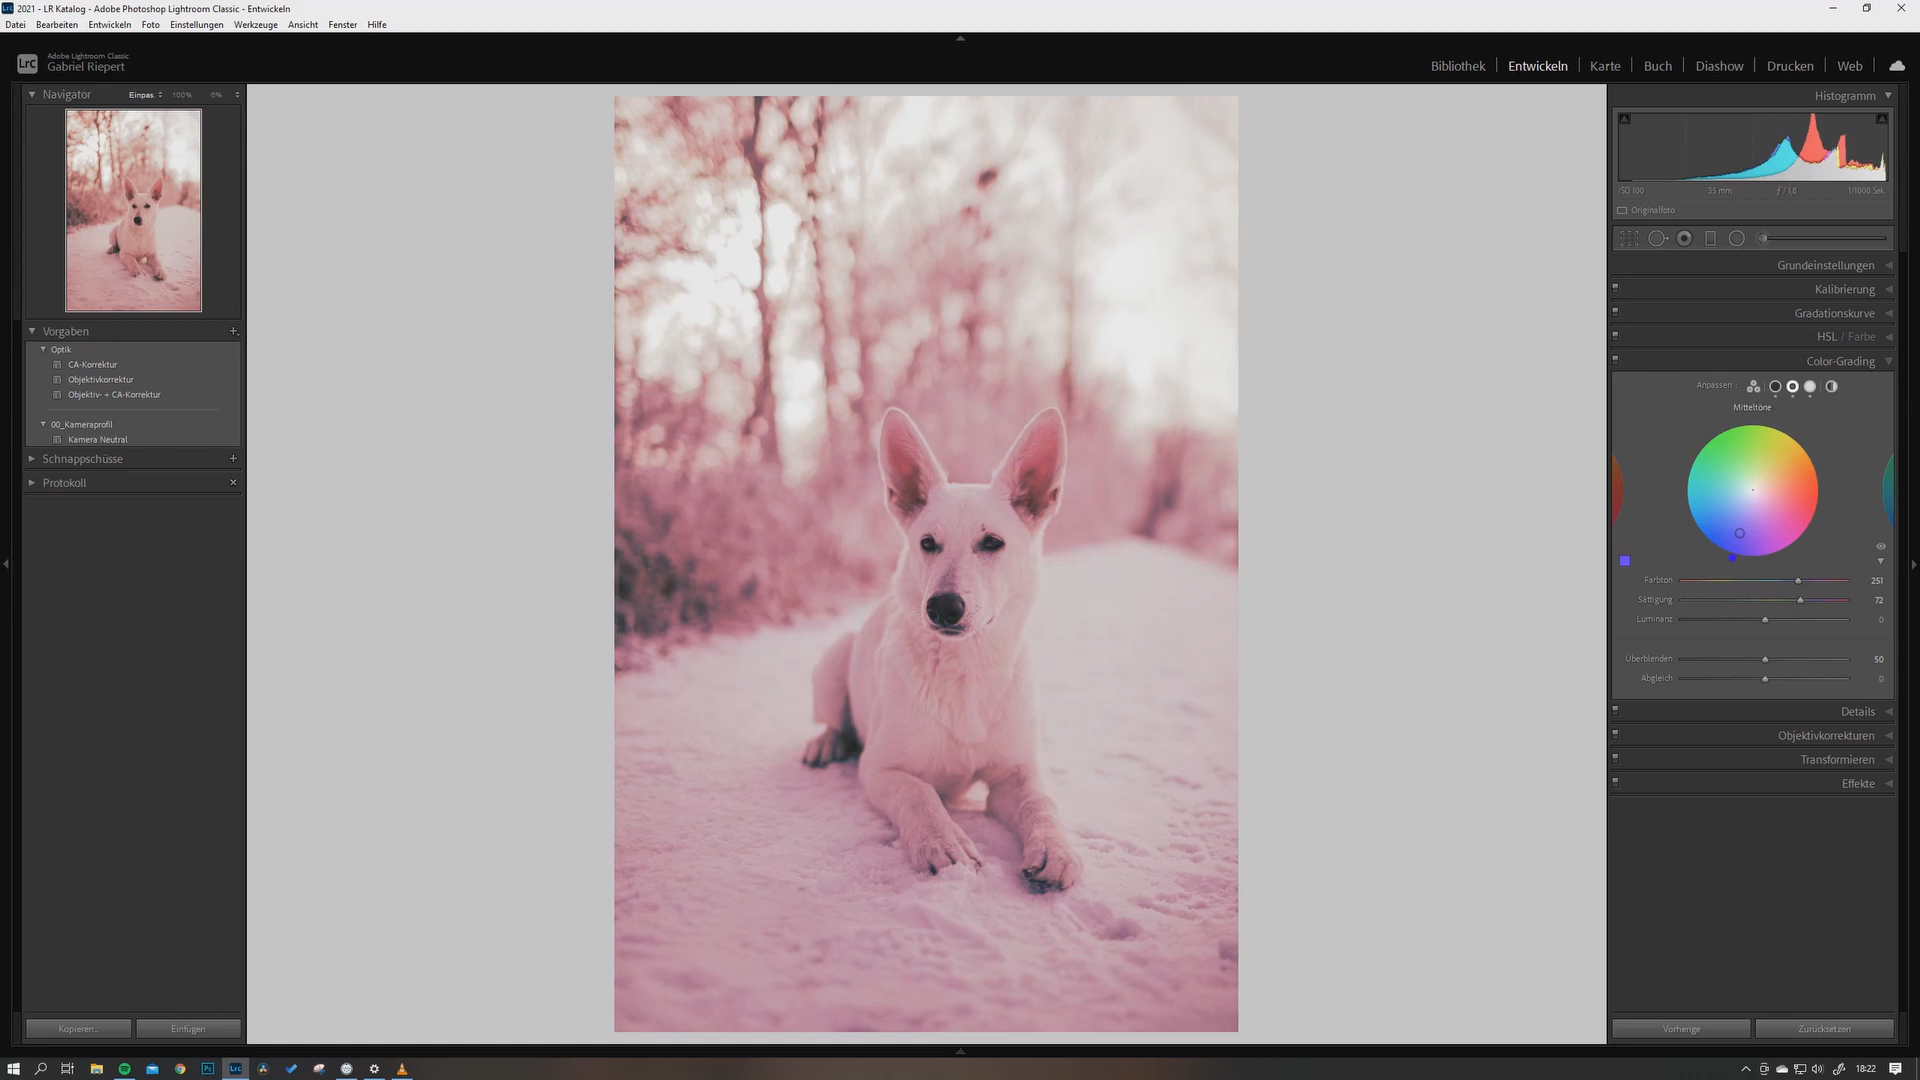 2021 - LR Katalog - Adobe Photoshop Lightroom Classic - Entwickeln
Datei Bearbeiten Entwickeln Foto Einstellungen Werkzeuge Ansicht Fenster Hilfe
LrC
Adobe Lightroom Classic
Gabriel Riepert
Bibliothek Entwickeln Karte Buch Diashow Drucken Web
Navigator Einpas. 100% 6%
Vorgaben
Optik
CA-Korrektur
Objektivkorrektur
Objektiv- + CA-Korrektur
00_Kameraprofil
Kamera Neutral
Schnappschüsse
Protokoll
Kopieren... Einfügen
Histogramm
ISO 100 35 mm ƒ / 1,8 1/1000 Sek.
Originalfoto
Grundeinstellungen
Kalibrierung
Gradationskurve
HSL / Farbe
Color-Grading
Anpassen :
Mitteltöne
Farbton 251
Sättigung 72
Luminanz 0
Überblenden 50
Abgleich 0
Details
Objektivkorrekturen
Transformieren
Effekte
Vorherige Zurücksetzen
Ps LrC
18:22